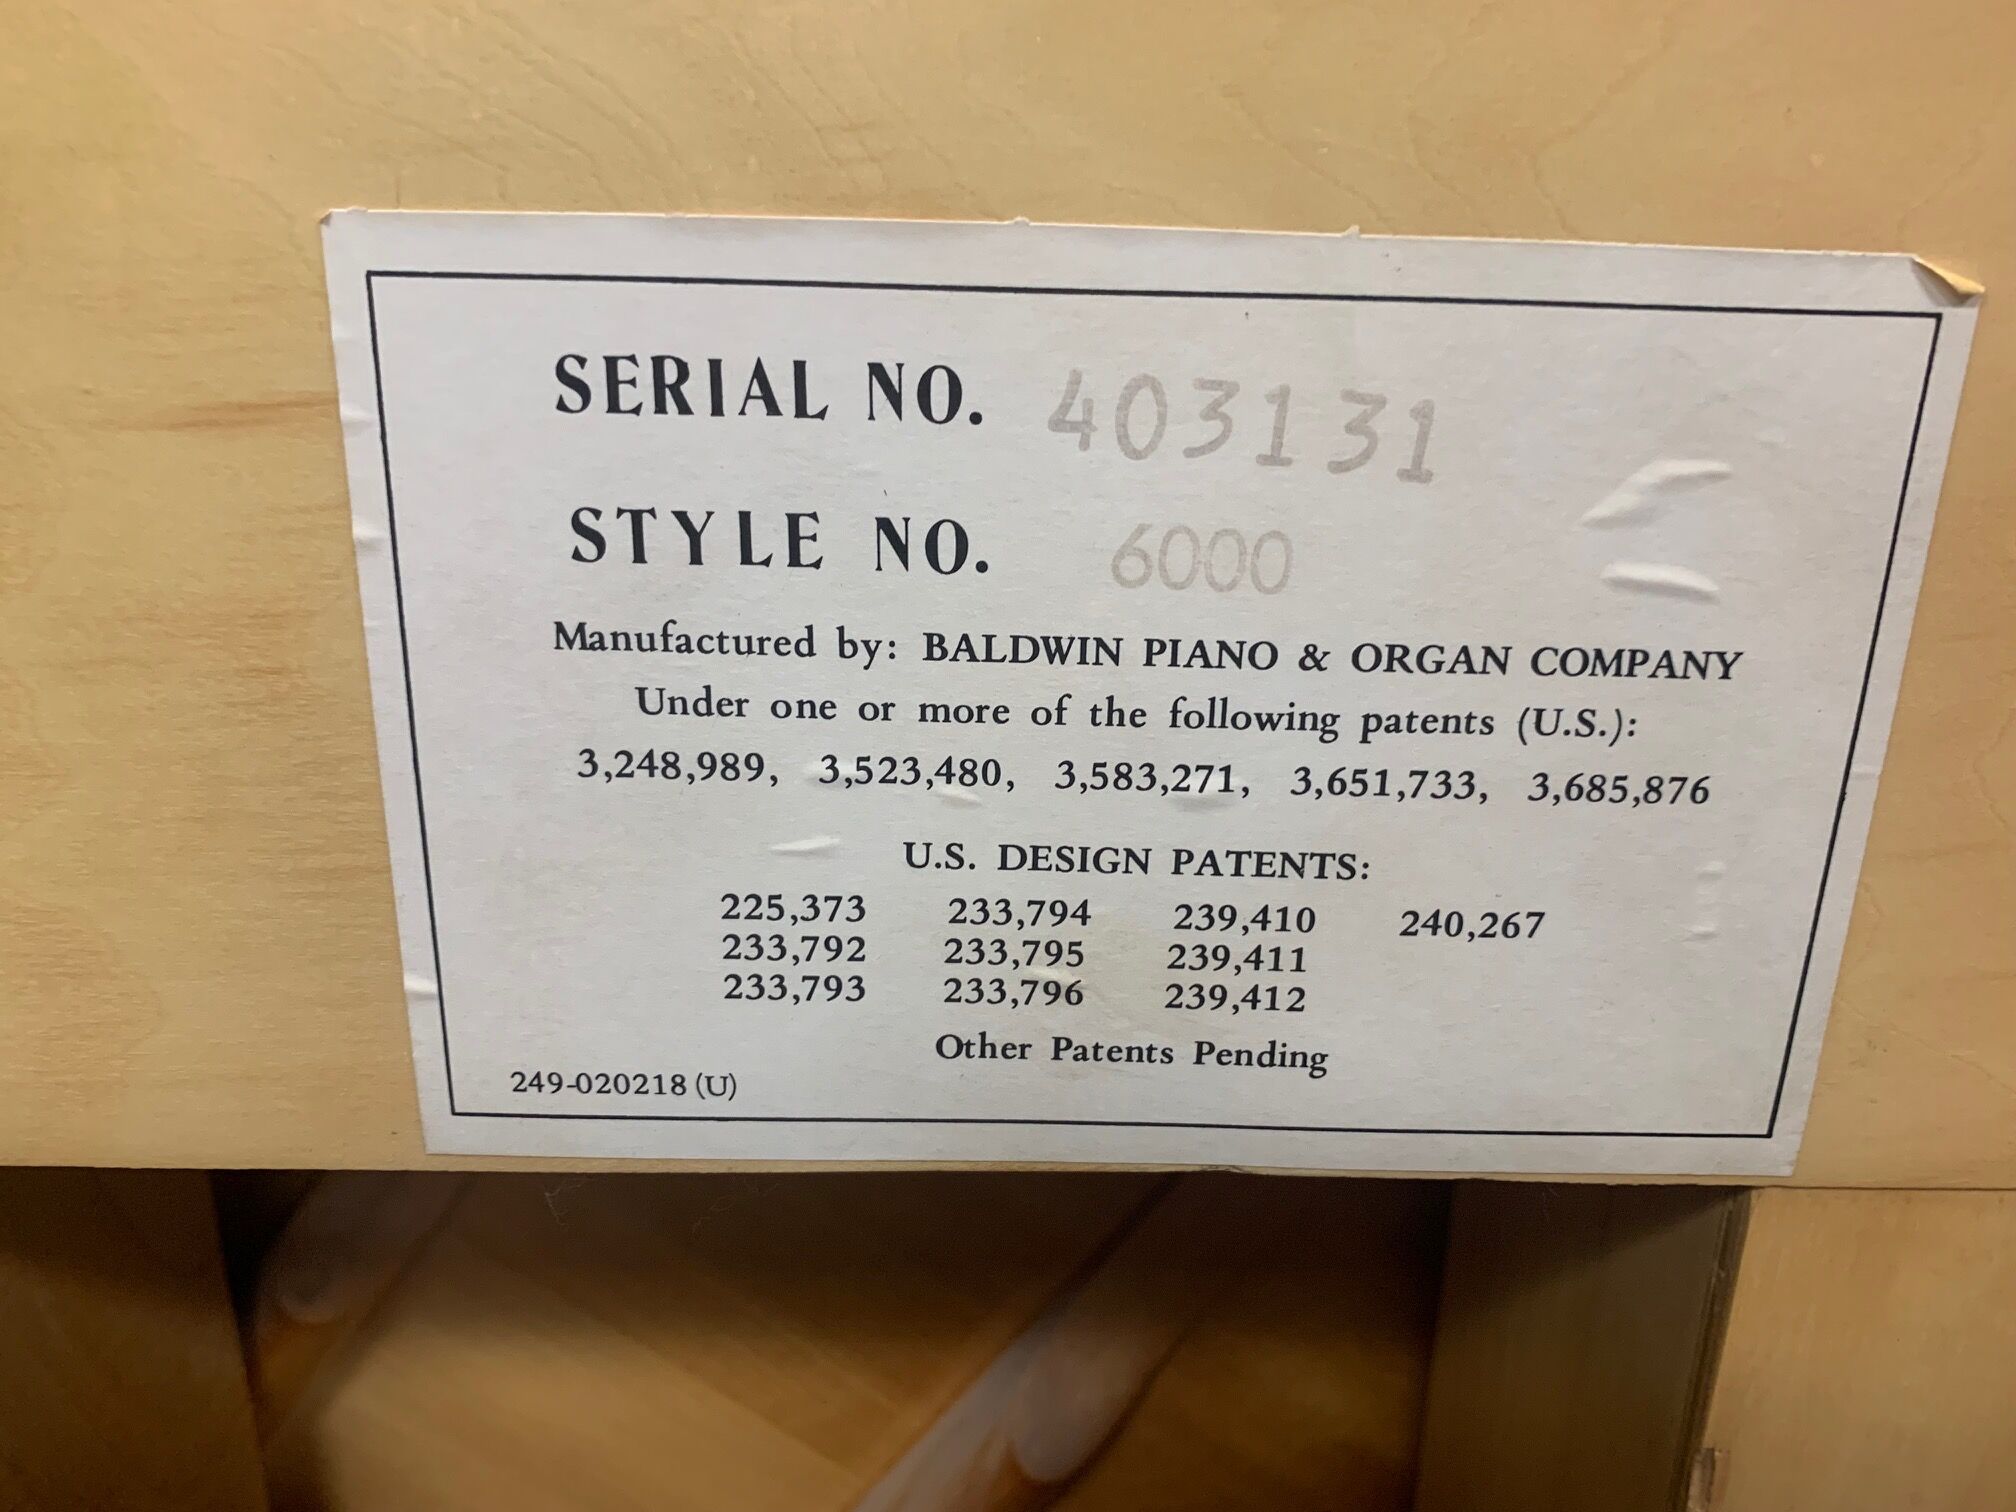 SERIAL NO. 403131
STYLE NO. 6000
Manufactured by: BALDWIN PIANO & ORGAN COMPANY
Under one or more of the following patents (U.S.):
3,248,989, 3,523,480, 3,583,271, 3,651,733, 3,685,876
U.S. DESIGN PATENTS:
225,373 233,794 239,410 240,267
233,792 233,795 239,411
233,793 233,796 239,412
Other Patents Pending
249-020218 (U)